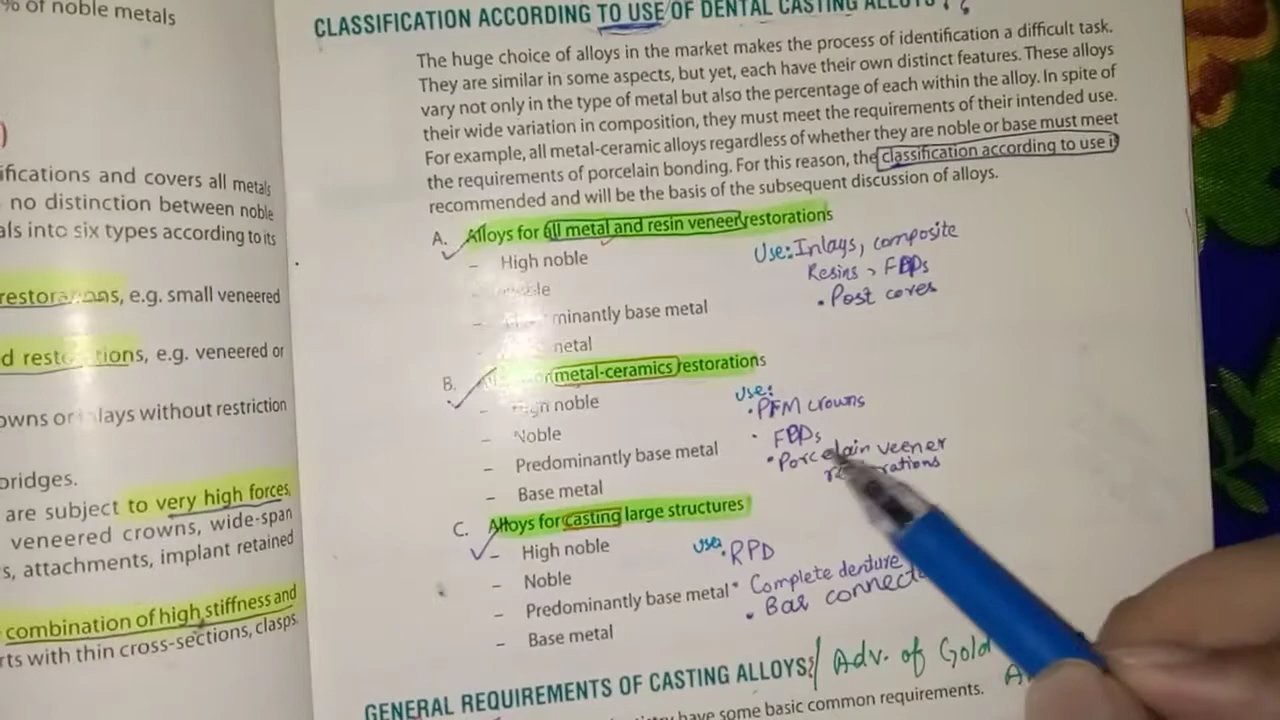 % of noble metals
)
ifications and covers all metals
no distinction between noble
als into six types according to its
restorations, e.g. small veneered
d restorations, e.g. veneered or
owns or inlays without restriction
bridges.
are subject to very high forces,
veneered crowns, wide-span
s, attachments, implant retained
combination of high stiffness and
rts with thin cross-sections, clasps.
CLASSIFICATION ACCORDING TO USE OF DENTAL CASTING ALLOYS
The huge choice of alloys in the market makes the process of identification a difficult task.
They are similar in some aspects, but yet, each have their own distinct features. These alloys
vary not only in the type of metal but also the percentage of each within the alloy. In spite of
their wide variation in composition, they must meet the requirements of their intended use.
For example, all metal-ceramic alloys regardless of whether they are noble or base must meet
the requirements of porcelain bonding. For this reason, the classification according to use i
recommended and will be the basis of the subsequent discussion of alloys.
A. Alloys for all metal and resin veneer restorations
– High noble
– Predominantly base metal
metal
Use: Inlays, composite
Resins, FPDs
• Post cores
B. metal-ceramics restorations
– High noble
– Noble
– Predominantly base metal
– Base metal
Use:
• PFM crowns
• FPDs
• Porcelain veener
C. Alloys for casting large structures
– High noble
– Noble
– Predominantly base metal
– Base metal
Use:
• RPD
• Complete denture
• Bar connect
GENERAL REQUIREMENTS OF CASTING ALLOYS / Adv. of Gold
have some basic common requirements.